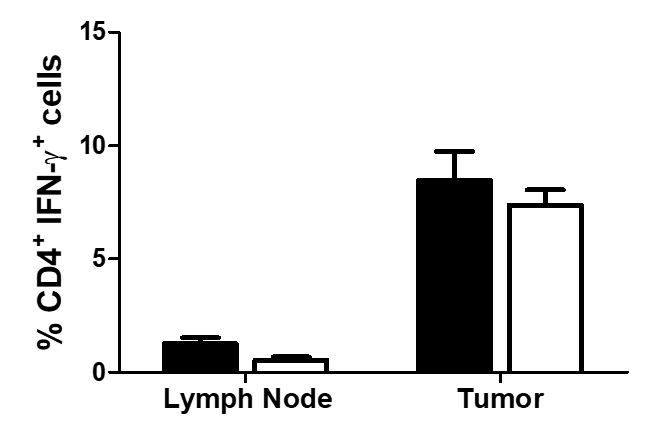 15
10
5
0
% CD4⁺ IFN-γ⁺ cells
Lymph Node
Tumor